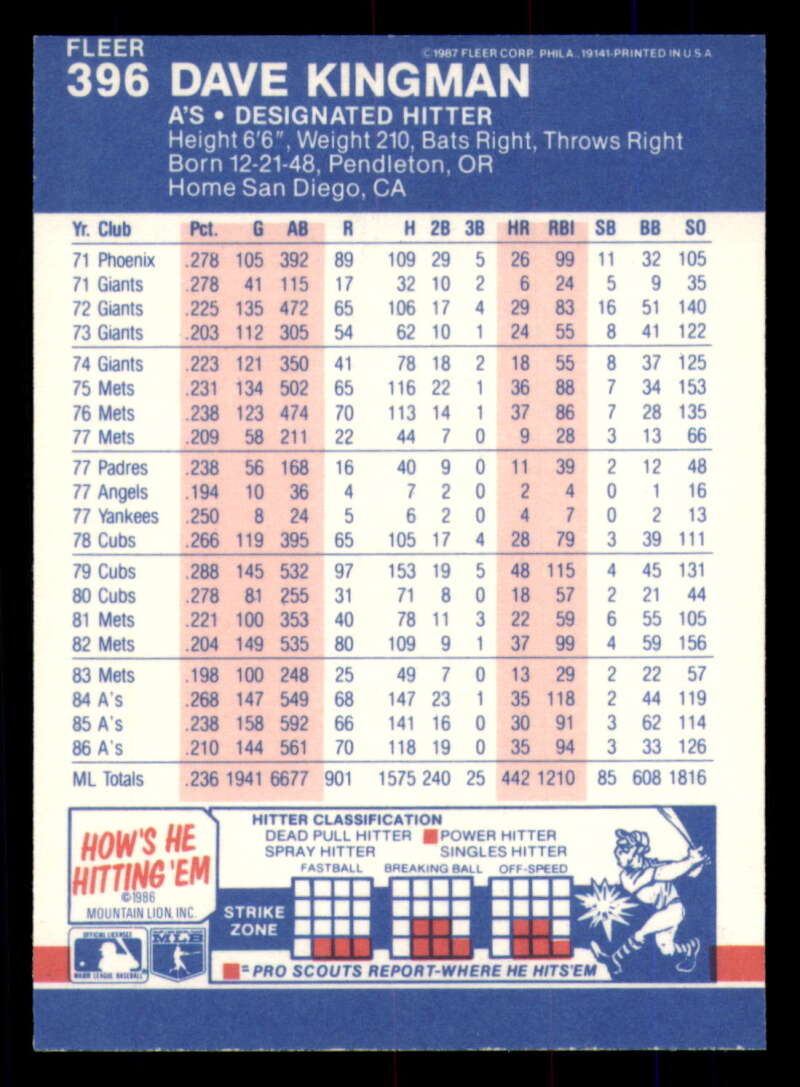 FLEER
©1987 FLEER CORP. PHILA., 19141-PRINTED IN U.S.A.
396 DAVE KINGMAN
A'S • DESIGNATED HITTER
Height 6'6", Weight 210, Bats Right, Throws Right
Born 12-21-48, Pendleton, OR
Home San Diego, CA
Yr. Club Pct. G AB R H 2B 3B HR RBI SB BB SO
71 Phoenix .278 105 392 89 109 29 5 26 99 11 32 105
71 Giants .278 41 115 17 32 10 2 6 24 5 9 35
72 Giants .225 135 472 65 106 17 4 29 83 16 51 140
73 Giants .203 112 305 54 62 10 1 24 55 8 41 122
74 Giants .223 121 350 41 78 18 2 18 55 8 37 125
75 Mets .231 134 502 65 116 22 1 36 88 7 34 153
76 Mets .238 123 474 70 113 14 1 37 86 7 28 135
77 Mets .209 58 211 22 44 7 0 9 28 3 13 66
77 Padres .238 56 168 16 40 9 0 11 39 2 12 48
77 Angels .194 10 36 4 7 2 0 2 4 0 1 16
77 Yankees .250 8 24 5 6 2 0 4 7 0 2 13
78 Cubs .266 119 395 65 105 17 4 28 79 3 39 111
79 Cubs .288 145 532 97 153 19 5 48 115 4 45 131
80 Cubs .278 81 255 31 71 8 0 18 57 2 21 44
81 Mets .221 100 353 40 78 11 3 22 59 6 55 105
82 Mets .204 149 535 80 109 9 1 37 99 4 59 156
83 Mets .198 100 248 25 49 7 0 13 29 2 22 57
84 A's .268 147 549 68 147 23 1 35 118 2 44 119
85 A's .238 158 592 66 141 16 0 30 91 3 62 114
86 A's .210 144 561 70 118 19 0 35 94 3 33 126
ML Totals .236 1941 6677 901 1575 240 25 442 1210 85 608 1816
HOW'S HE
HITTING 'EM
©1986
MOUNTAIN LION, INC.
HITTER CLASSIFICATION
DEAD PULL HITTER POWER HITTER
SPRAY HITTER SINGLES HITTER
FASTBALL BREAKING BALL OFF-SPEED
STRIKE
ZONE
=PRO SCOUTS REPORT-WHERE HE HITS'EM
OFFICIAL LICENSEE
MAJOR LEAGUE BASEBALL
MLB